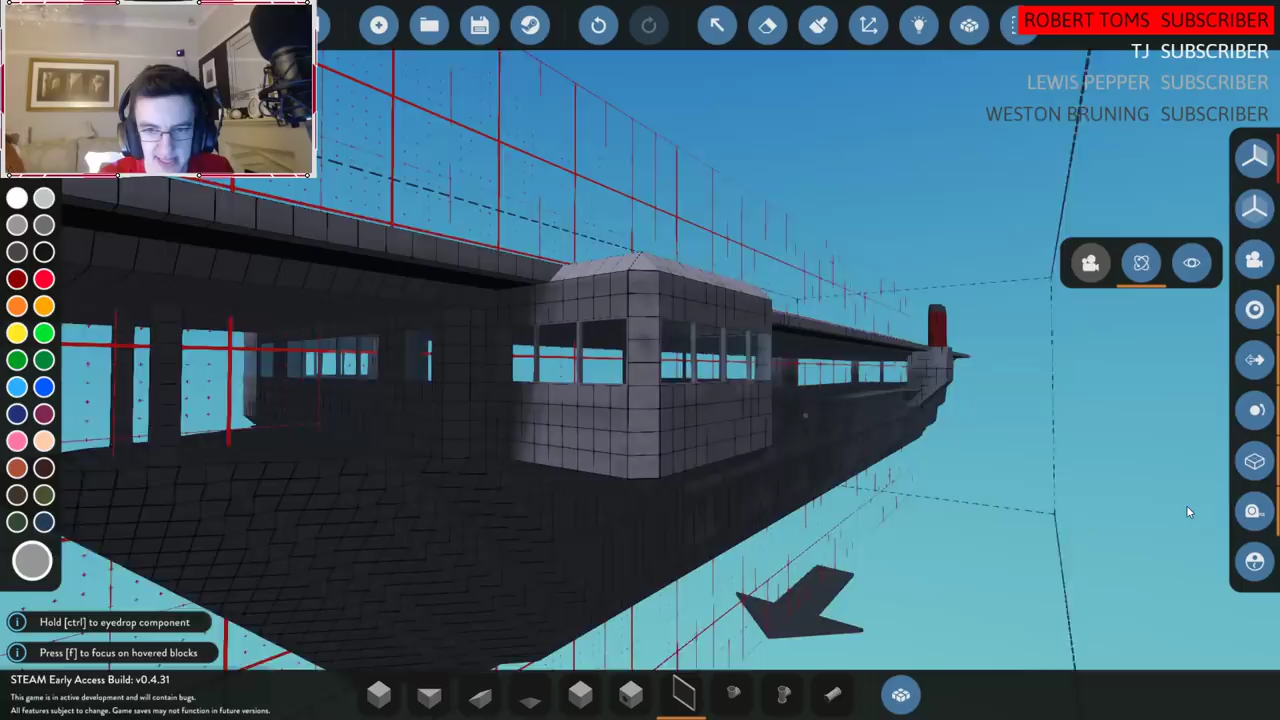 ROBERT TOMS SUBSCRIBER
TJ SUBSCRIBER
LEWIS PEPPER SUBSCRIBER
WESTON BRUNING SUBSCRIBER
Hold [ctrl] to eyedrop component
Press [f] to focus on hovered blocks
STEAM Early Access Build: v0.4.31
This game is in active development and will contain bugs.
All features subject to change. Game saves may not function in future versions.